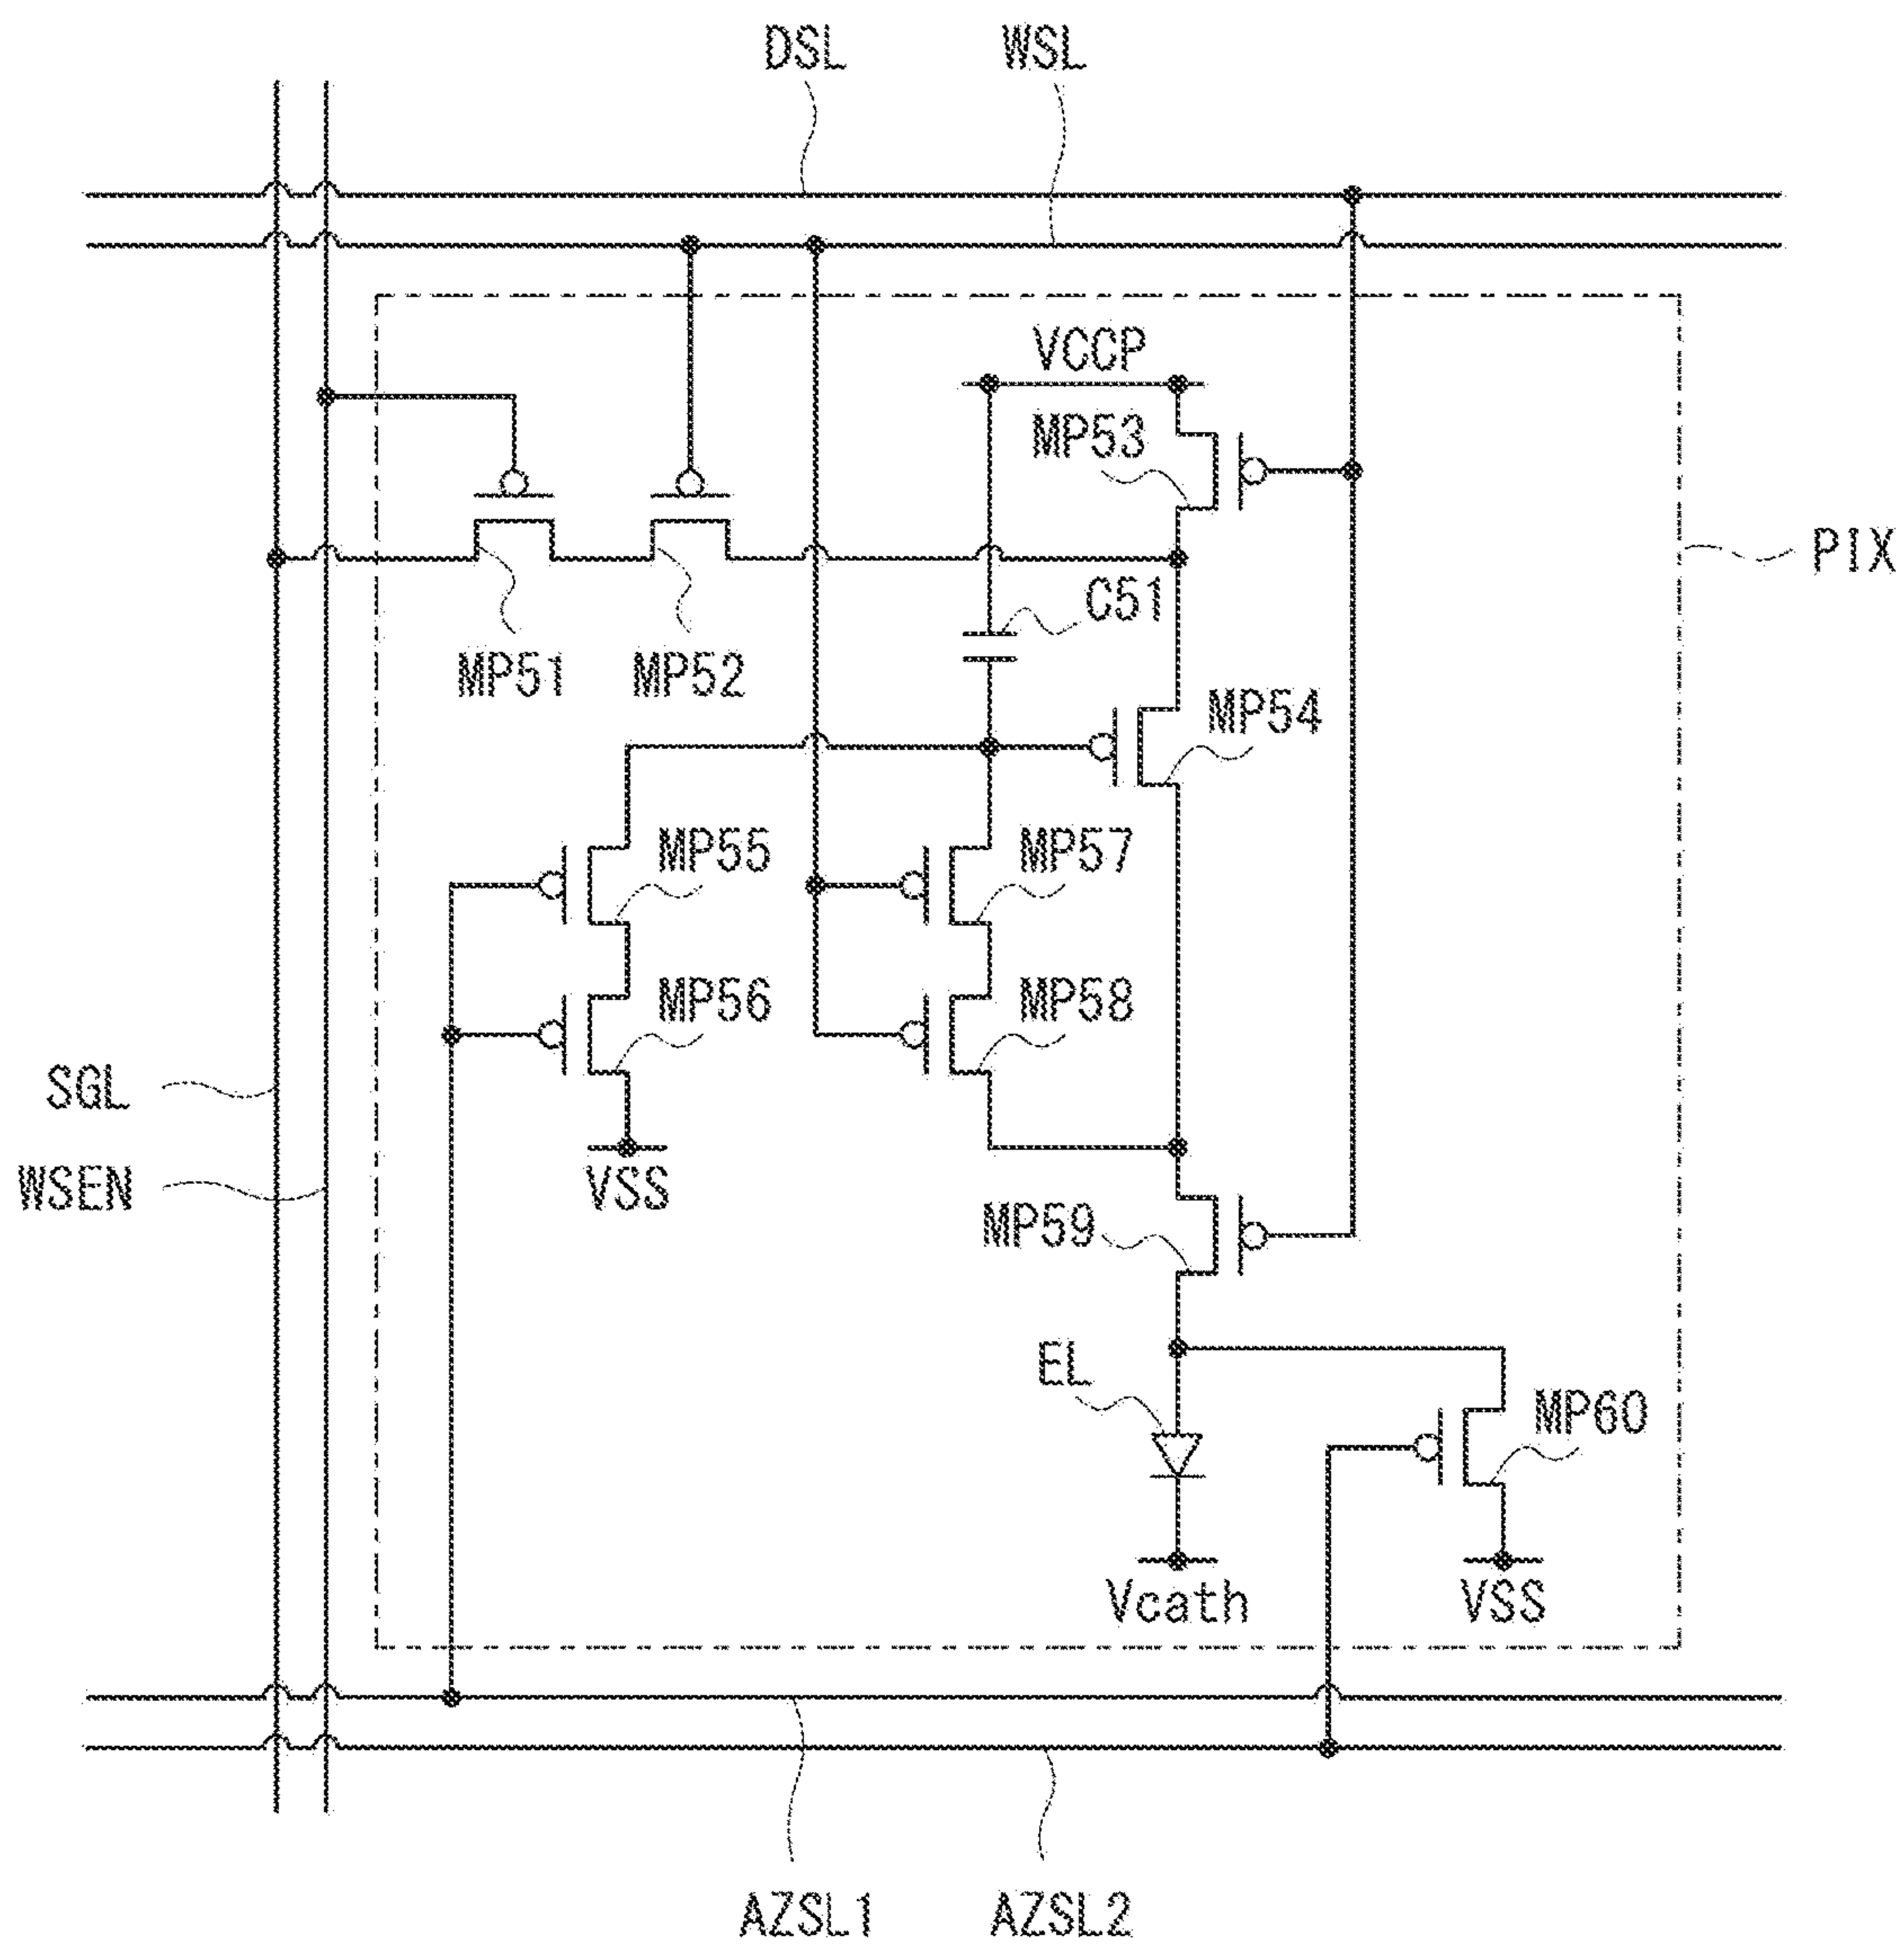 DSL
WSL
VCCP
MP53
PIX
C51
MP51
MP52
MP54
MP55
MP57
MP56
MP58
SGL
VSS
WSEN
MP59
EL
MP60
Vcath
VSS
AZSL1
AZSL2